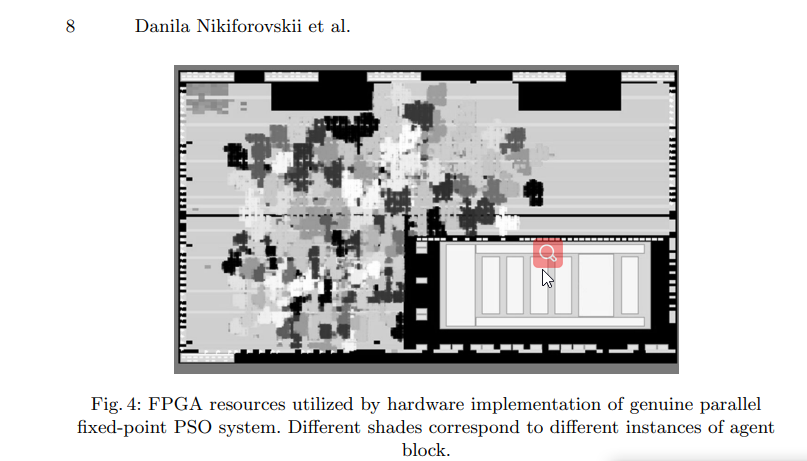 8
Danila Nikiforovskii et al.
Fig. 4: FPGA resources utilized by hardware implementation of genuine parallel
fixed-point PSO system. Different shades correspond to different instances of agent
block.